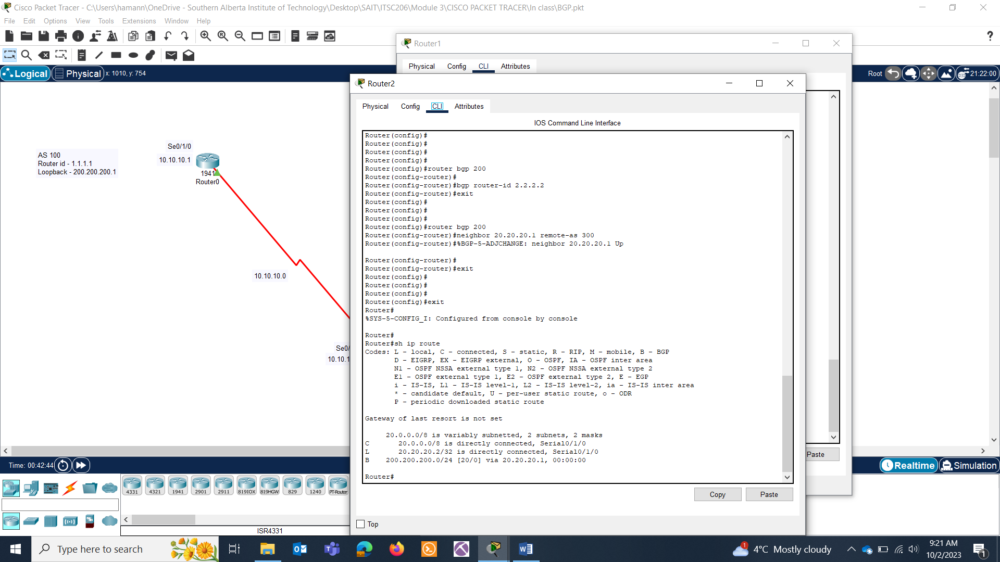 Cisco Packet Tracer - C:\Users\hamann\OneDrive - Southern Alberta Institute of Technology\Desktop\SAIT\ITSC206\Module 3\CISCO PACKET TRACER\In class\BGP.pkt
File Edit Options View Tools Extensions Window Help
Logical Physical x: 1010, y: 754
Root 21:22:00
AS 100
Router id - 1.1.1.1
Loopback - 200.200.200.1
Se0/1/0
10.10.10.1
1941
Router0
10.10.10.0
Se0/
10.10.1
Router1
Physical Config CLI Attributes
Paste
Router2
Physical Config CLI Attributes
IOS Command Line Interface
Router(config)#
Router(config)#
Router(config)#
Router(config)#
Router(config)#router bgp 200
Router(config-router)#
Router(config-router)#bgp router-id 2.2.2.2
Router(config-router)#exit
Router(config)#
Router(config)#
Router(config)#
Router(config)#router bgp 200
Router(config-router)#neighbor 20.20.20.1 remote-as 300
Router(config-router)#%BGP-5-ADJCHANGE: neighbor 20.20.20.1 Up
Router(config-router)#
Router(config-router)#exit
Router(config)#
Router(config)#
Router(config)#
Router(config)#exit
Router#
%SYS-5-CONFIG_I: Configured from console by console
Router#
Router#sh ip route
Codes: L - local, C - connected, S - static, R - RIP, M - mobile, B - BGP
D - EIGRP, EX - EIGRP external, O - OSPF, IA - OSPF inter area
N1 - OSPF NSSA external type 1, N2 - OSPF NSSA external type 2
E1 - OSPF external type 1, E2 - OSPF external type 2, E - EGP
i - IS-IS, L1 - IS-IS level-1, L2 - IS-IS level-2, ia - IS-IS inter area
* - candidate default, U - per-user static route, o - ODR
P - periodic downloaded static route
Gateway of last resort is not set
20.0.0.0/8 is variably subnetted, 2 subnets, 2 masks
C 20.0.0.0/8 is directly connected, Serial0/1/0
L 20.20.20.2/32 is directly connected, Serial0/1/0
B 200.200.200.0/24 [20/0] via 20.20.20.1, 00:00:00
Router#
Copy Paste
Top
Time: 00:42:44
Realtime Simulation
4331 4321 1941 2901 2911 819IOX 819HGW 829 1240 PT-Router
ISR4331
Type here to search
4°C Mostly cloudy
1
9:21 AM
10/2/2023
1